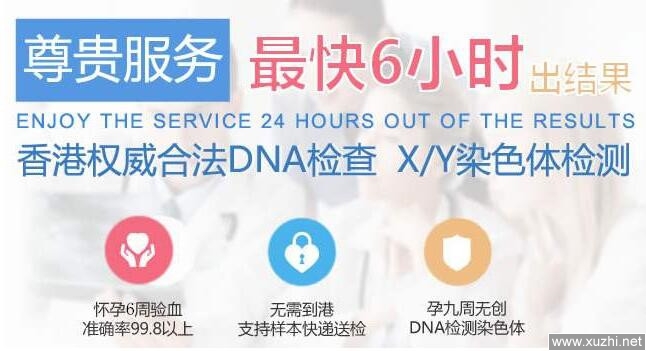 尊贵服务 最快6小时出结果
ENJOY THE SERVICE 24 HOURS OUT OF THE RESULTS
香港权威合法DNA检查 X/Y染色体检测
怀孕6周验血
准确率99.8以上
无需到港
支持样本快递送检
孕九周无创
DNA检测染色体
www.xuzhi.net